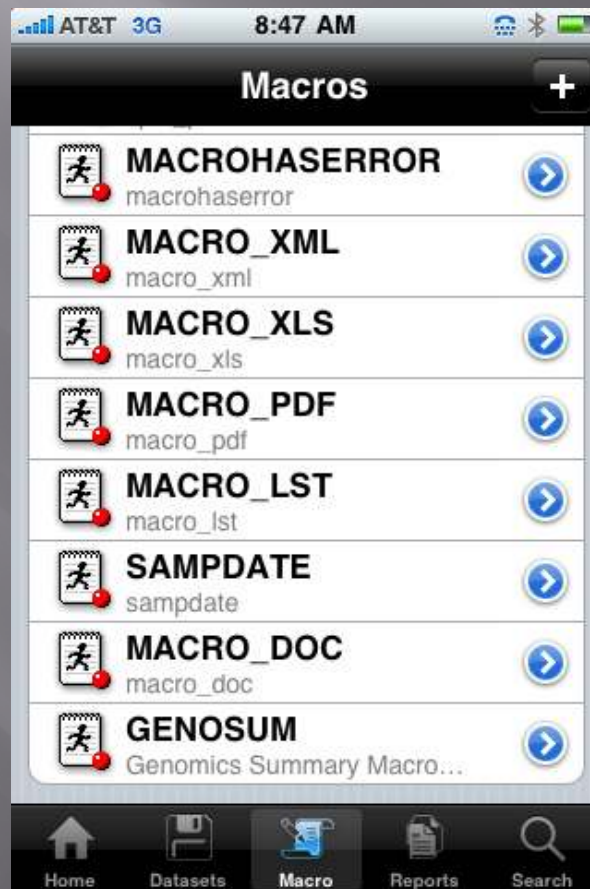 AT&T 3G 8:47 AM
Macros +
MACROHASERROR
macrohaserror
MACRO_XML
macro_xml
MACRO_XLS
macro_xls
MACRO_PDF
macro_pdf
MACRO_LST
macro_lst
SAMPDATE
sampdate
MACRO_DOC
macro_doc
GENOSUM
Genomics Summary Macro...
Home Datasets Macro Reports Search